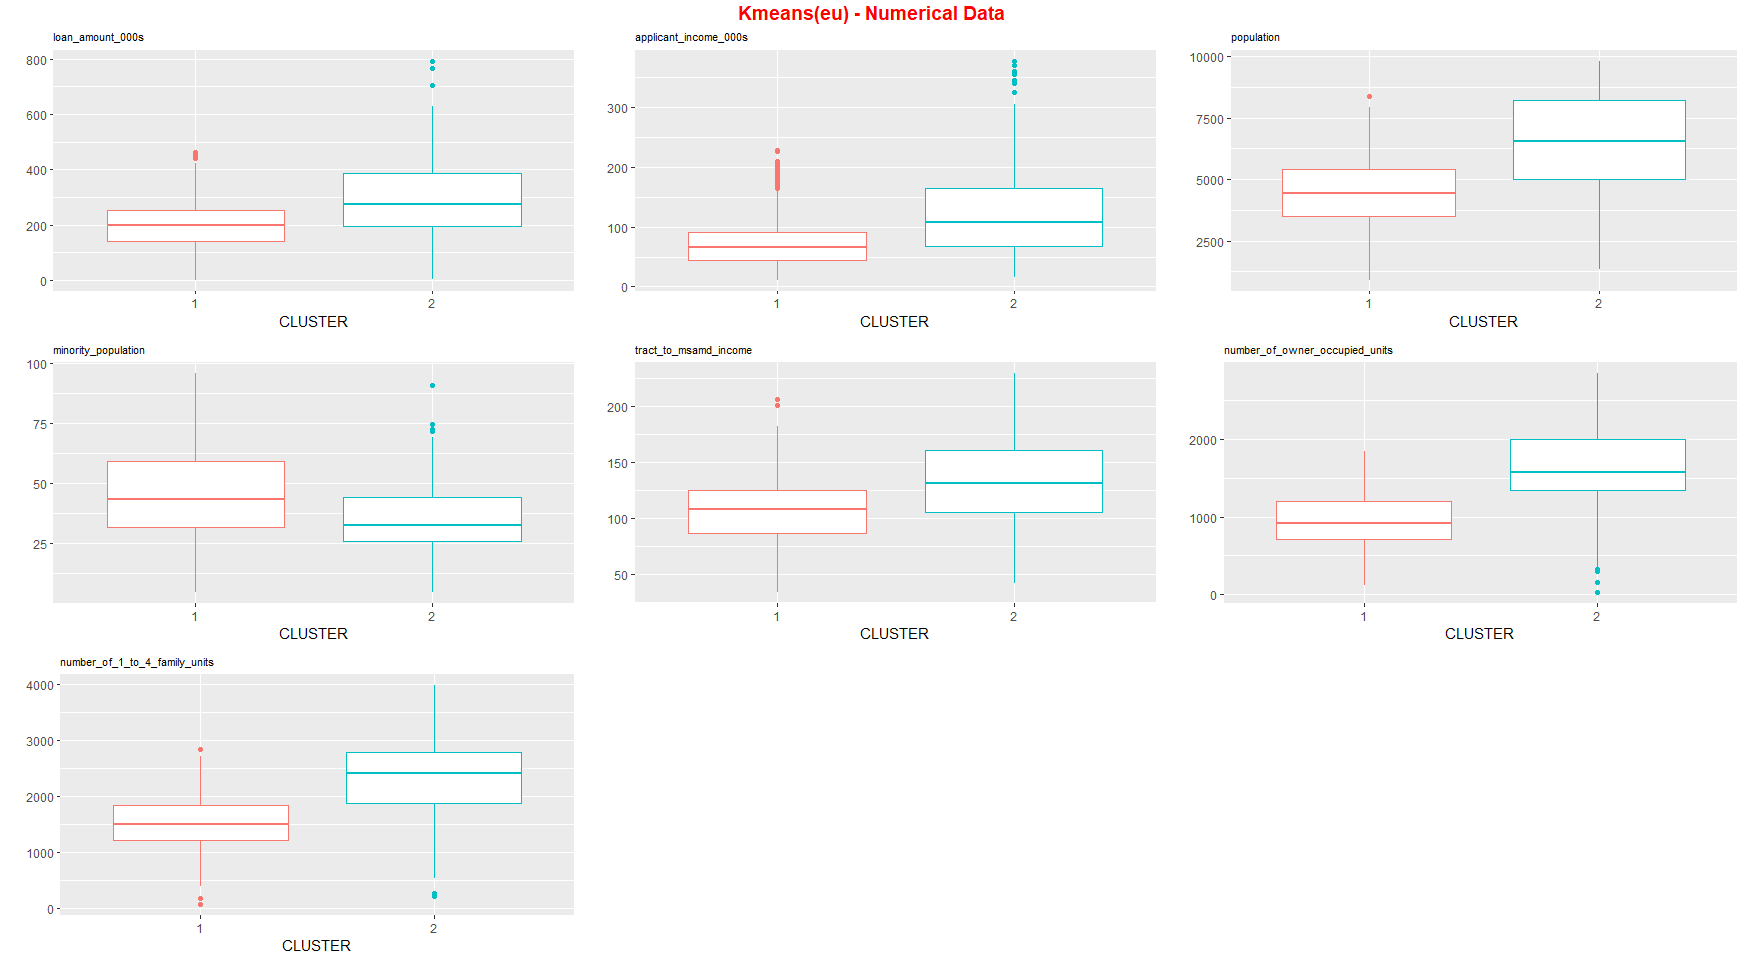 Kmeans(eu) - Numerical Data
loan_amount_000s
800
600
400
200
0
1 2
CLUSTER
applicant_income_000s
300
200
100
0
1 2
CLUSTER
population
10000
7500
5000
2500
1 2
CLUSTER
minority_population
100
75
50
25
1 2
CLUSTER
tract_to_msamd_income
200
150
100
50
1 2
CLUSTER
number_of_owner_occupied_units
2000
1000
0
1 2
CLUSTER
number_of_1_to_4_family_units
4000
3000
2000
1000
0
1 2
CLUSTER